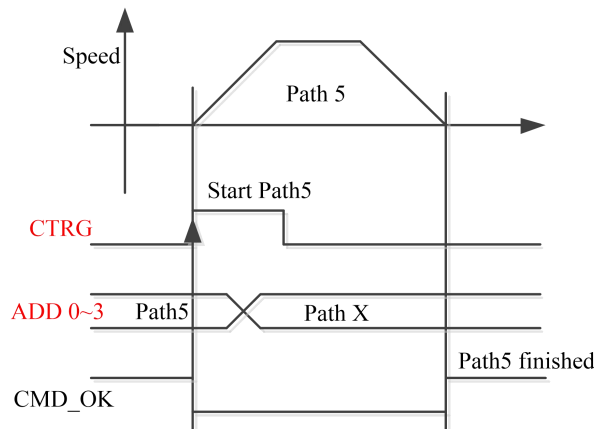 Speed
Path 5
Start Path5
CTRG
ADD 0~3
Path5
Path X
Path5 finished
CMD_OK